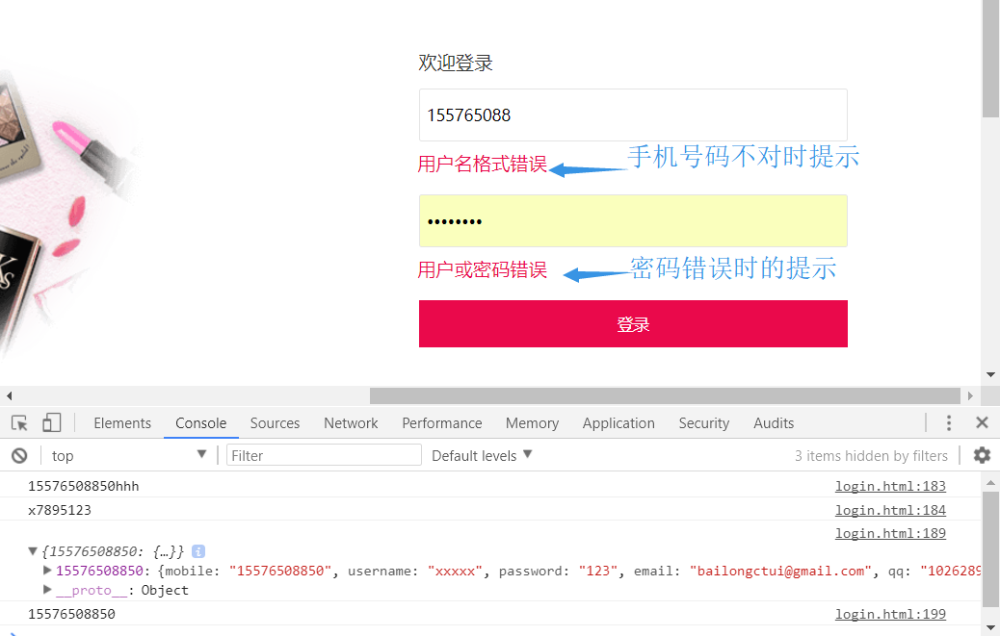 欢迎登录
155765088
用户名格式错误
手机号码不对时提示
••••••••
用户或密码错误
密码错误时的提示
登录
Elements Console Sources Network Performance Memory Application Security Audits
top Filter Default levels 3 items hidden by filters
15576508850hhh login.html:183
x7895123 login.html:184
login.html:189
{15576508850: {…}}
15576508850: {mobile: "15576508850", username: "xxxxx", password: "123", email: "bailongctui@gmail.com", qq: "1026289
__proto__: Object
15576508850 login.html:199